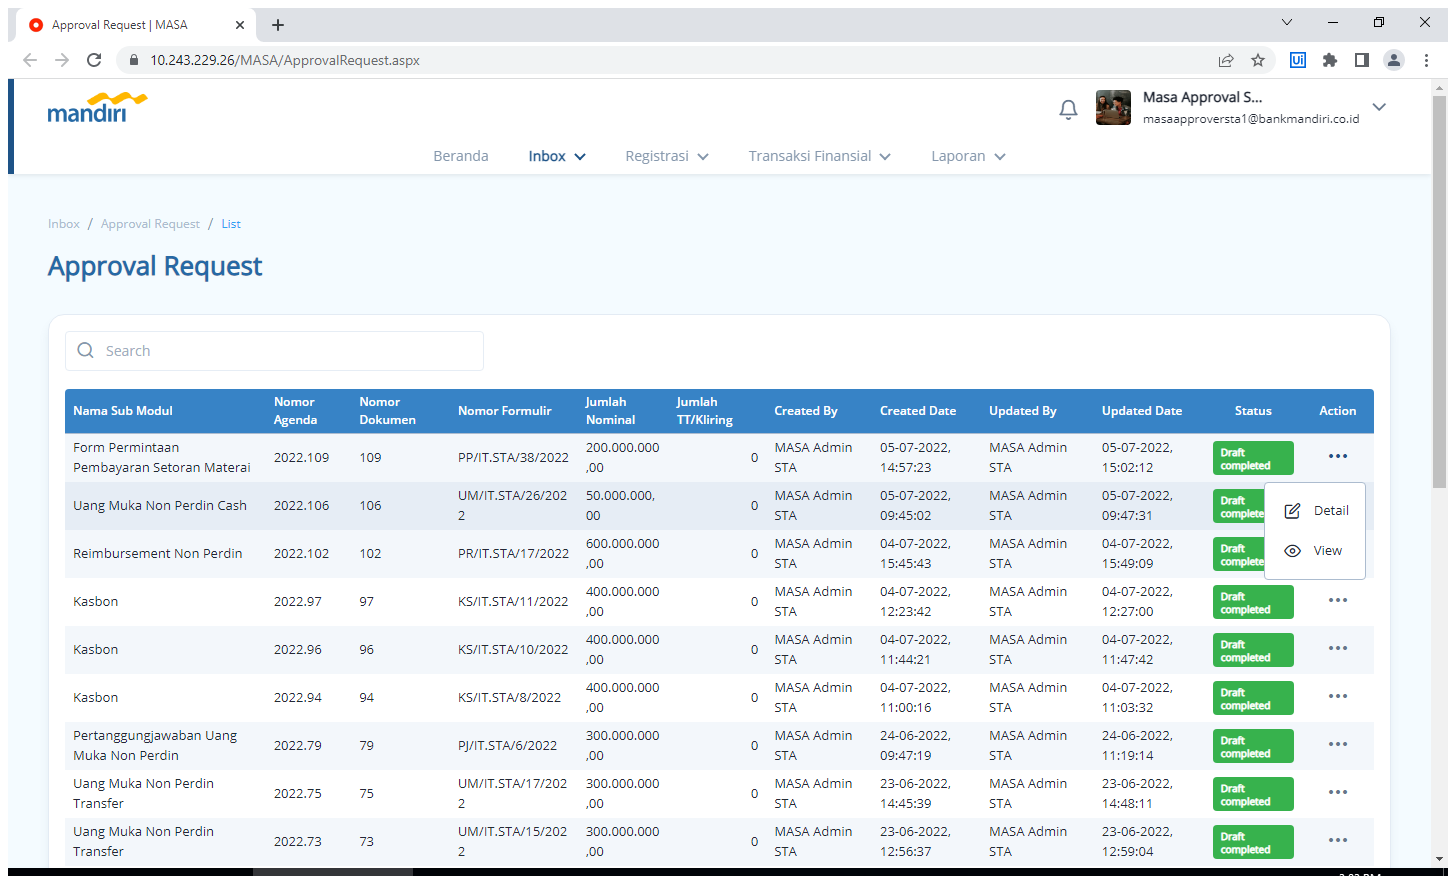 Approval Request | MASA
10.243.229.26/MASA/ApprovalRequest.aspx
Ui
mandiri
Masa Approval S...
masaapproversta1@bankmandiri.co.id
Beranda Inbox Registrasi Transaksi Finansial Laporan
Inbox / Approval Request / List
Approval Request
Search
Nama Sub Modul Nomor Agenda Nomor Dokumen Nomor Formulir Jumlah Nominal Jumlah TT/Kliring Created By Created Date Updated By Updated Date Status Action
Form Permintaan Pembayaran Setoran Materai 2022.109 109 PP/IT.STA/38/2022 200.000.000,00 0 MASA Admin STA 05-07-2022, 14:57:23 MASA Admin STA 05-07-2022, 15:02:12 Draft completed
Uang Muka Non Perdin Cash 2022.106 106 UM/IT.STA/26/2022 50.000.000,00 0 MASA Admin STA 05-07-2022, 09:45:02 MASA Admin STA 05-07-2022, 09:47:31 Draft complete
Detail
Reimbursement Non Perdin 2022.102 102 PR/IT.STA/17/2022 600.000.000,00 0 MASA Admin STA 04-07-2022, 15:45:43 MASA Admin STA 04-07-2022, 15:49:09 Draft complete
View
Kasbon 2022.97 97 KS/IT.STA/11/2022 400.000.000,00 0 MASA Admin STA 04-07-2022, 12:23:42 MASA Admin STA 04-07-2022, 12:27:00 Draft completed
Kasbon 2022.96 96 KS/IT.STA/10/2022 400.000.000,00 0 MASA Admin STA 04-07-2022, 11:44:21 MASA Admin STA 04-07-2022, 11:47:42 Draft completed
Kasbon 2022.94 94 KS/IT.STA/8/2022 400.000.000,00 0 MASA Admin STA 04-07-2022, 11:00:16 MASA Admin STA 04-07-2022, 11:03:32 Draft completed
Pertanggungjawaban Uang Muka Non Perdin 2022.79 79 PJ/IT.STA/6/2022 300.000.000,00 0 MASA Admin STA 24-06-2022, 09:47:19 MASA Admin STA 24-06-2022, 11:19:14 Draft completed
Uang Muka Non Perdin Transfer 2022.75 75 UM/IT.STA/17/2022 300.000.000,00 0 MASA Admin STA 23-06-2022, 14:45:39 MASA Admin STA 23-06-2022, 14:48:11 Draft completed
Uang Muka Non Perdin Transfer 2022.73 73 UM/IT.STA/15/2022 300.000.000,00 0 MASA Admin STA 23-06-2022, 12:56:37 MASA Admin STA 23-06-2022, 12:59:04 Draft completed